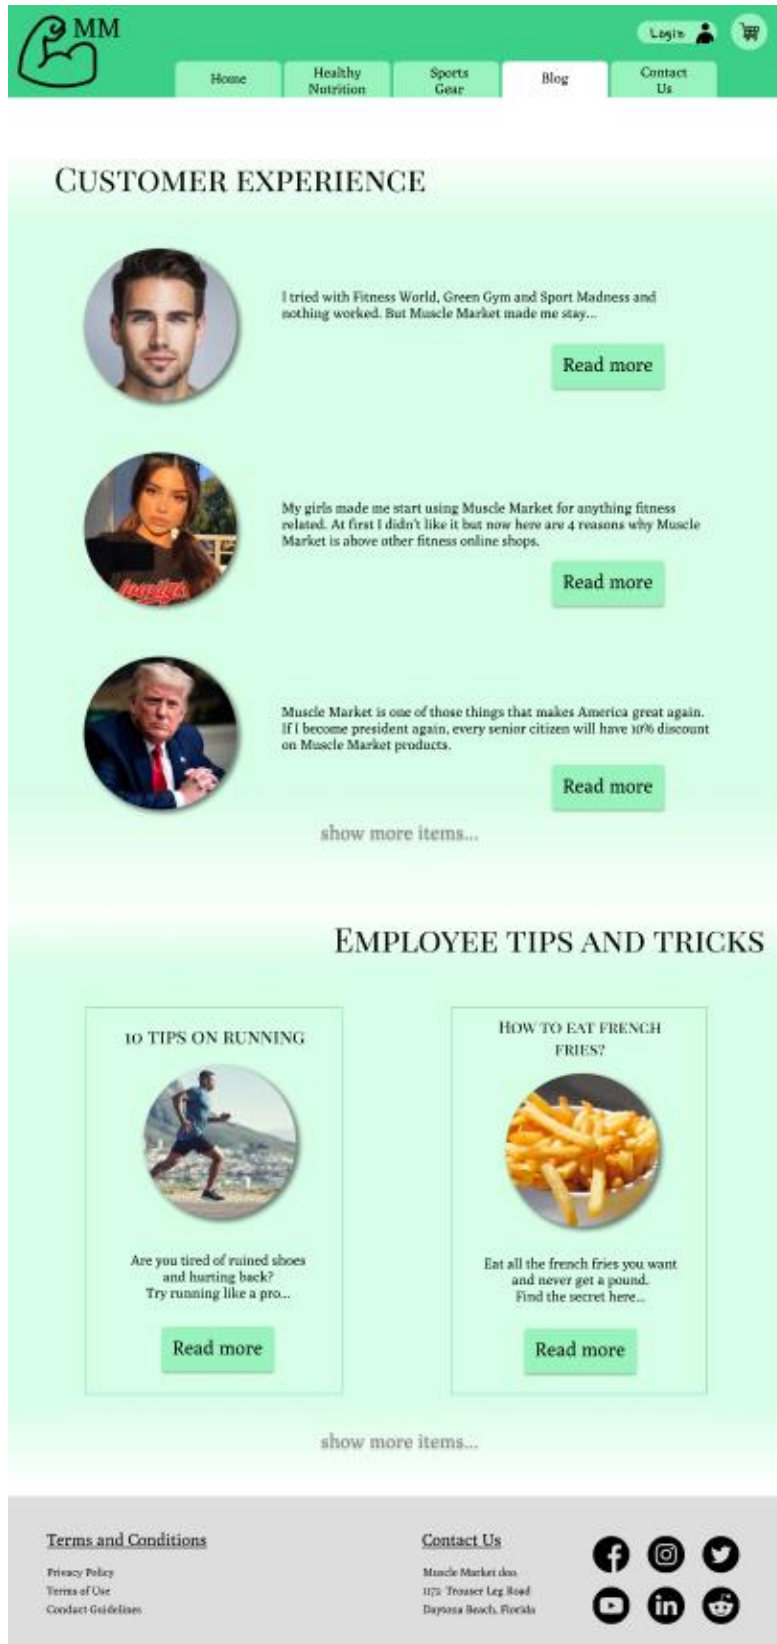 MM
Login
Home
Healthy
Nutrition
Sports
Gear
Blog
Contact
Us
CUSTOMER EXPERIENCE
I tried with Fitness World, Green Gym and Sport Madness and
nothing worked. But Muscle Market made me stay...
Read more
My girls made me start using Muscle Market for anything fitness
related. At first I didn't like it but now here are 4 reasons why Muscle
Market is above other fitness online shops.
Read more
Muscle Market is one of those things that makes America great again.
If I become president again, every senior citizen will have 10% discount
on Muscle Market products.
Read more
show more items...
EMPLOYEE TIPS AND TRICKS
10 TIPS ON RUNNING
Are you tired of ruined shoes
and hurting back?
Try running like a pro...
Read more
HOW TO EAT FRENCH
FRIES?
Eat all the french fries you want
and never get a pound.
Find the secret here...
Read more
show more items...
Terms and Conditions
Privacy Policy
Terms of Use
Conduct Guidelines
Contact Us
Muscle Market doo.
1172 Trouser Leg Road
Daytona Beach, Florida
in